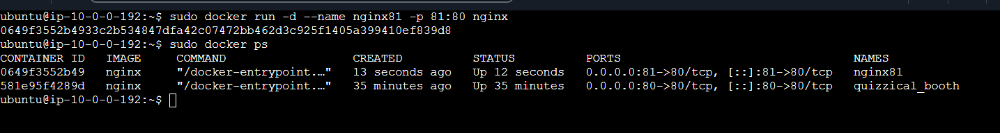 ubuntu@ip-10-0-0-192:~$ sudo docker run -d --name nginx81 -p 81:80 nginx
0649f3552b4933c2b534847dfa42c07472bb462d3c925f1405a399410ef839d8
ubuntu@ip-10-0-0-192:~$ sudo docker ps
CONTAINER ID   IMAGE     COMMAND                  CREATED          STATUS          PORTS                                 NAMES
0649f3552b49   nginx     "/docker-entrypoint.…"   13 seconds ago   Up 12 seconds   0.0.0.0:81->80/tcp, [::]:81->80/tcp   nginx81
581e95f4289d   nginx     "/docker-entrypoint.…"   35 minutes ago   Up 35 minutes   0.0.0.0:80->80/tcp, [::]:80->80/tcp   quizzical_booth
ubuntu@ip-10-0-0-192:~$